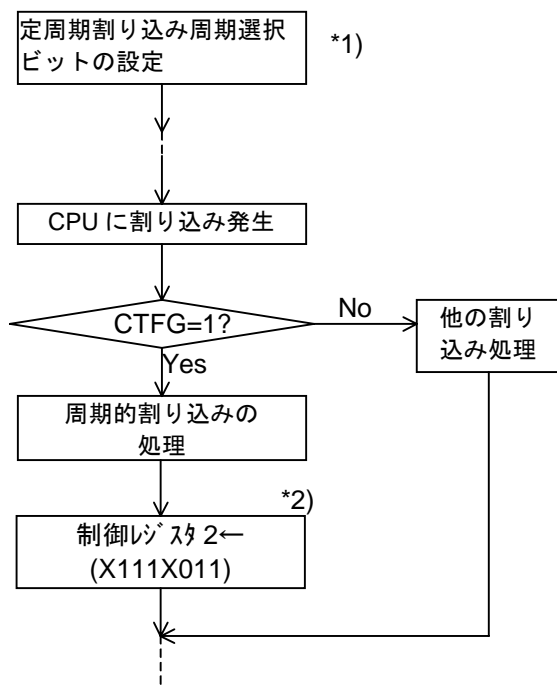 定周期割り込み周期選択
ビットの設定
*1)
CPU に割り込み発生
CTFG=1?
No
他の割り
込み処理
Yes
周期的割り込みの
処理
*2)
制御ﾚｼﾞｽﾀ 2←
(X111X011)